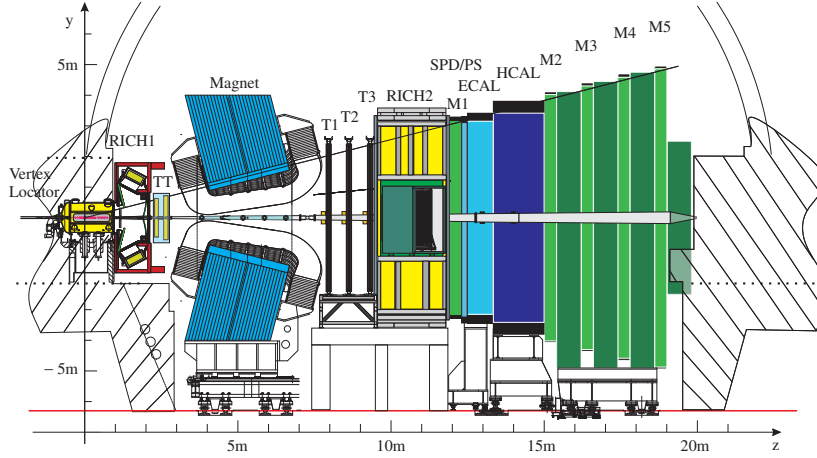 y
5m
Magnet
SPD/PS
ECAL
HCAL
M2
M3
M4
M5
T1
T2
T3
RICH2
M1
RICH1
Vertex
Locator
TT
− 5m
5m
10m
15m
20m
z